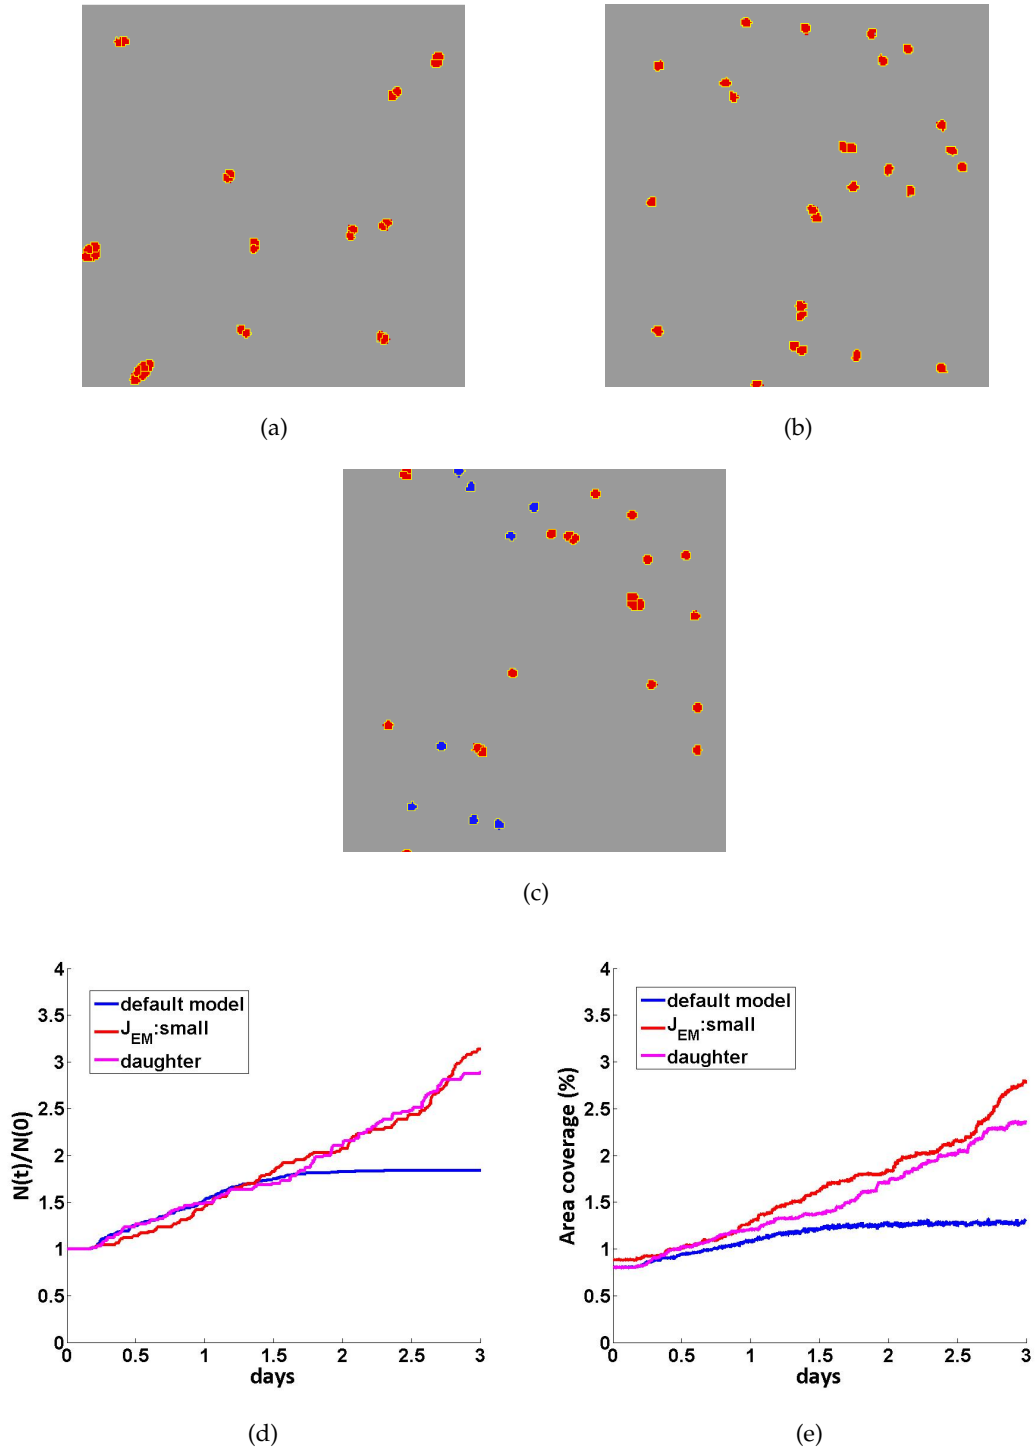 (a)
(b)
(c)
4
3.5
3
2.5
2
1.5
1
0.5
0
N(t)/N(0)
default model
J_EM:small
daughter
0 0.5 1 1.5 2 2.5 3
days
(d)
4
3.5
3
2.5
2
1.5
1
0.5
0
Area coverage (%)
default model
J_EM:small
daughter
0 0.5 1 1.5 2 2.5 3
days
(e)